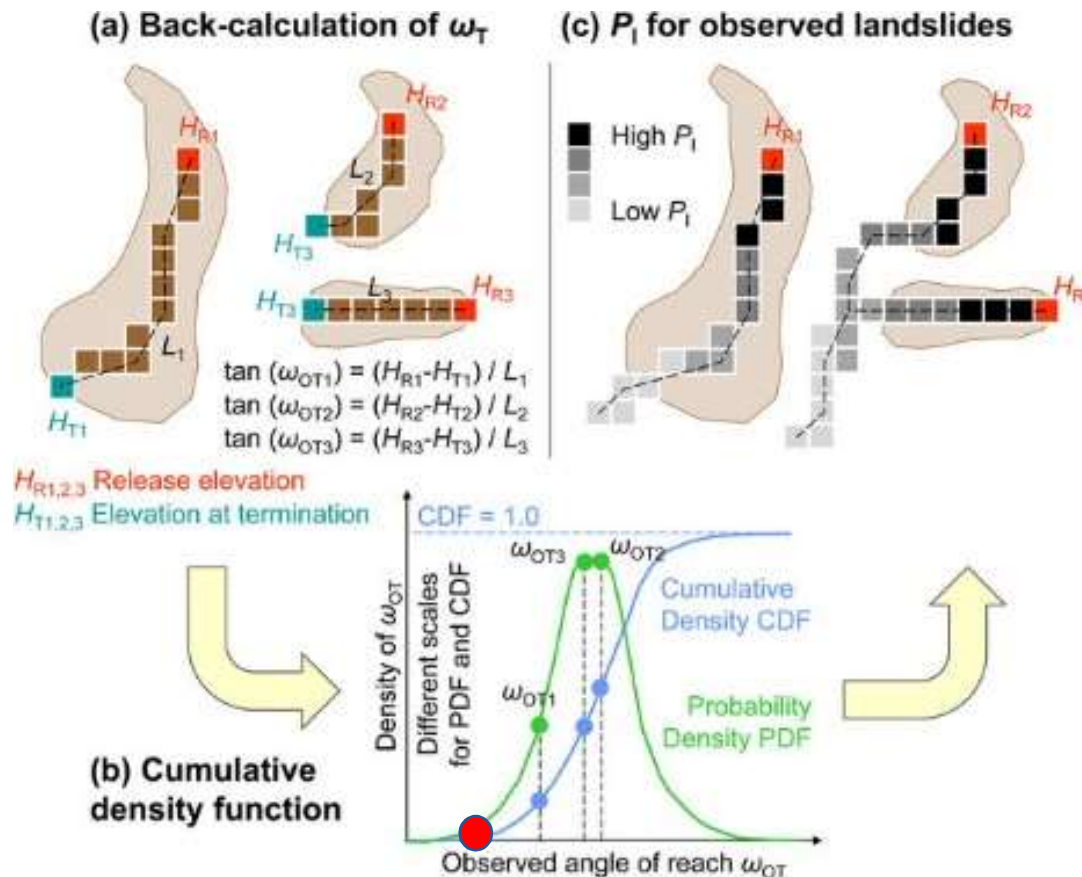 (a) Back-calculation of ωT
(c) PI for observed landslides
HR1
HR2
L2
HT3
HT3
L3
HR3
L1
HT1
tan (ωOT1) = (HR1-HT1) / L1
tan (ωOT2) = (HR2-HT2) / L2
tan (ωOT3) = (HR3-HT3) / L3
High PI
Low PI
HR1
HR2
HR
HR1,2,3 Release elevation
HT1,2,3 Elevation at termination
CDF = 1.0
ωOT3
ωOT2
ωOT1
Cumulative
Density CDF
Probability
Density PDF
Density of ωOT
Different scales
for PDF and CDF
(b) Cumulative
density function
Observed angle of reach ωOT